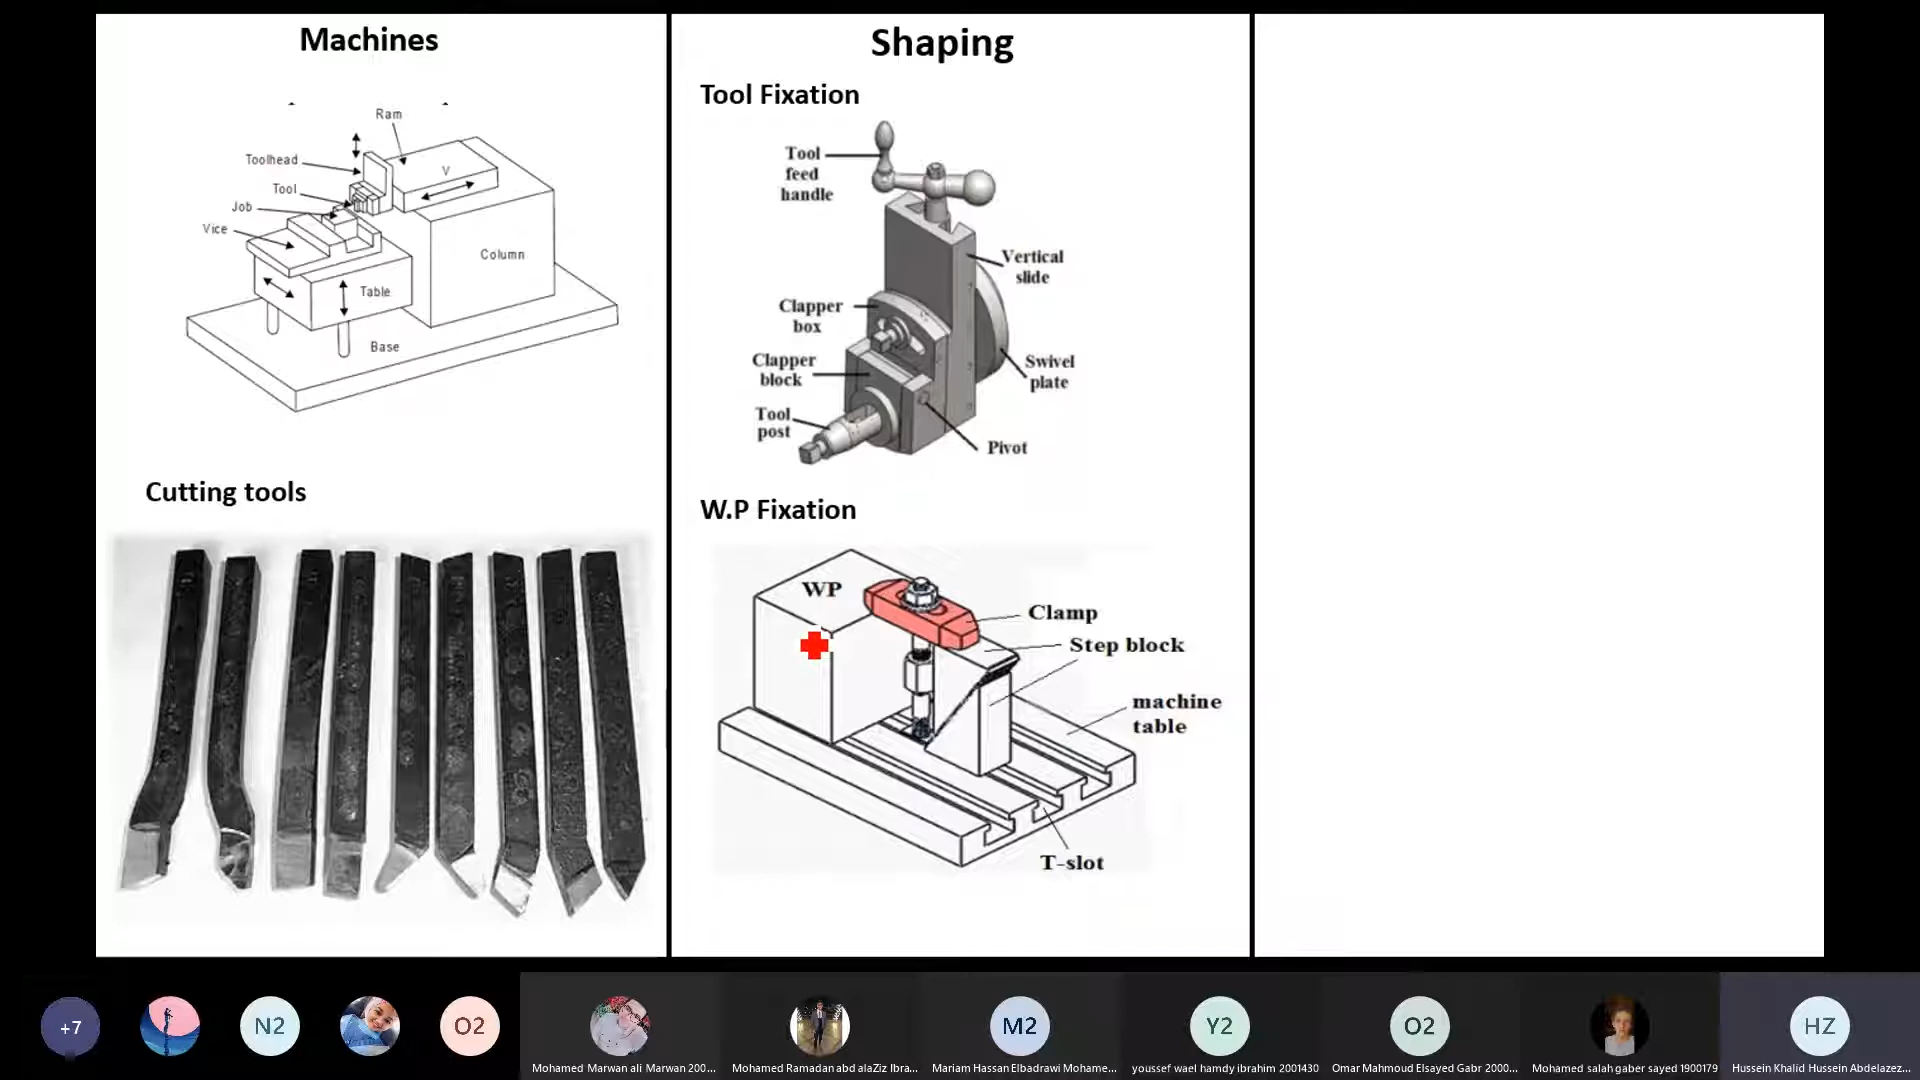 Machines
Ram
Toolhead
V
Tool
Job
Vice
Column
Table
Base
Cutting tools
Shaping
Tool Fixation
Tool
feed
handle
Vertical
slide
Clapper
box
Clapper
block
Swivel
plate
Tool
post
Pivot
W.P Fixation
WP
Clamp
Step block
machine
table
T-slot
+7
N2
O2
M2
Y2
O2
HZ
Mohamed Marwan ali Marwan 200...
Mohamed Ramadan abd alaZiz Ibra...
Mariam Hassan Elbadrawi Mohame...
youssef wael hamdy ibrahim 2001430
Omar Mahmoud Elsayed Gabr 2000...
Mohamed salah gaber sayed 1900179
Hussein Khalid Hussein Abdelazez...